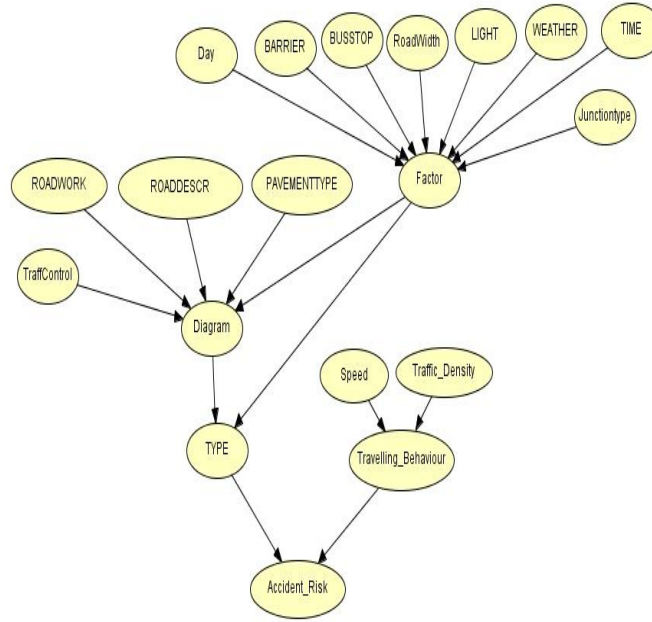 Day
BARRIER
BUSSTOP
RoadWidth
LIGHT
WEATHER
TIME
Junctiontype
ROADWORK
ROADDESCR
PAVEMENTTYPE
Factor
TraffControl
Diagram
Speed
Traffic_Density
TYPE
Travelling_Behaviour
Accident_Risk